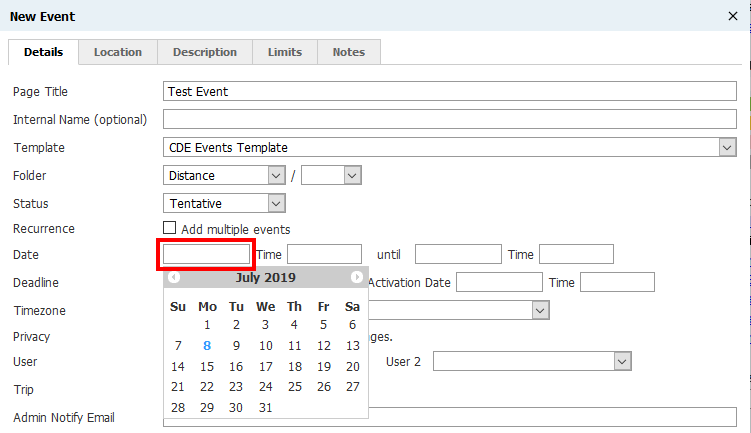 New Event
Details Location Description Limits Notes
Page Title Test Event
Internal Name (optional)
Template CDE Events Template
Folder Distance /
Status Tentative
Recurrence Add multiple events
Date Time until Time
July 2019
Deadline Activation Date Time
Su Mo Tu We Th Fr Sa
Timezone
1 2 3 4 5 6
Privacy ges.
7 8 9 10 11 12 13
User User 2
14 15 16 17 18 19 20
Trip
21 22 23 24 25 26 27
28 29 30 31
Admin Notify Email